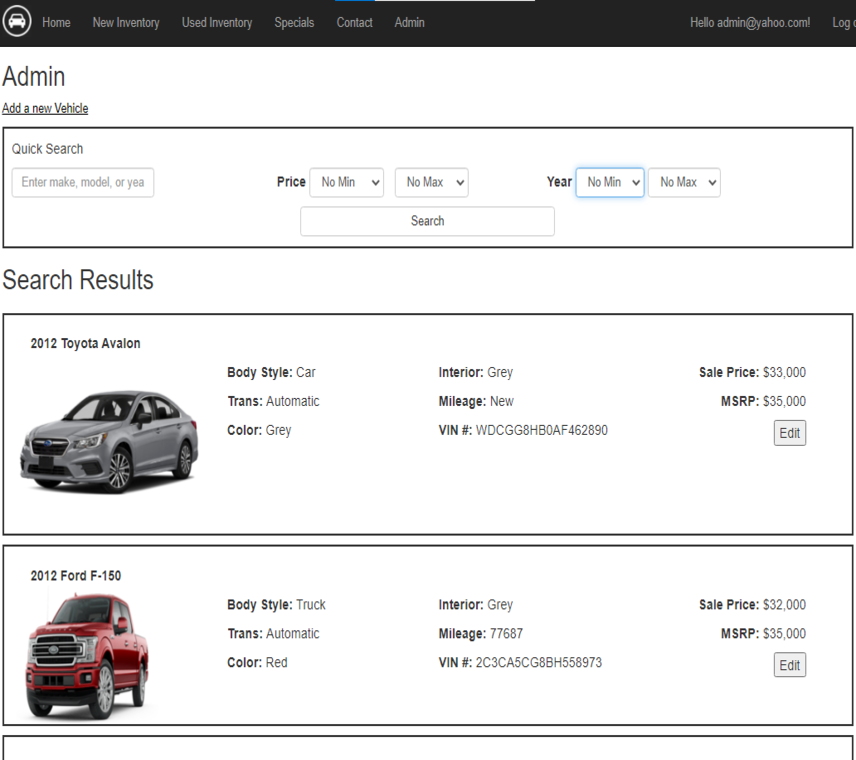 Home New Inventory Used Inventory Specials Contact Admin Hello admin@yahoo.com! Log
Admin
Add a new Vehicle
Quick Search
Enter make, model, or yea Price No Min No Max Year No Min No Max
Search
Search Results
2012 Toyota Avalon
Body Style: Car Interior: Grey Sale Price: $33,000
Trans: Automatic Mileage: New MSRP: $35,000
Color: Grey VIN #: WDCGG8HB0AF462890 Edit
2012 Ford F-150
Body Style: Truck Interior: Grey Sale Price: $32,000
Trans: Automatic Mileage: 77687 MSRP: $35,000
Color: Red VIN #: 2C3CA5CG8BH558973 Edit